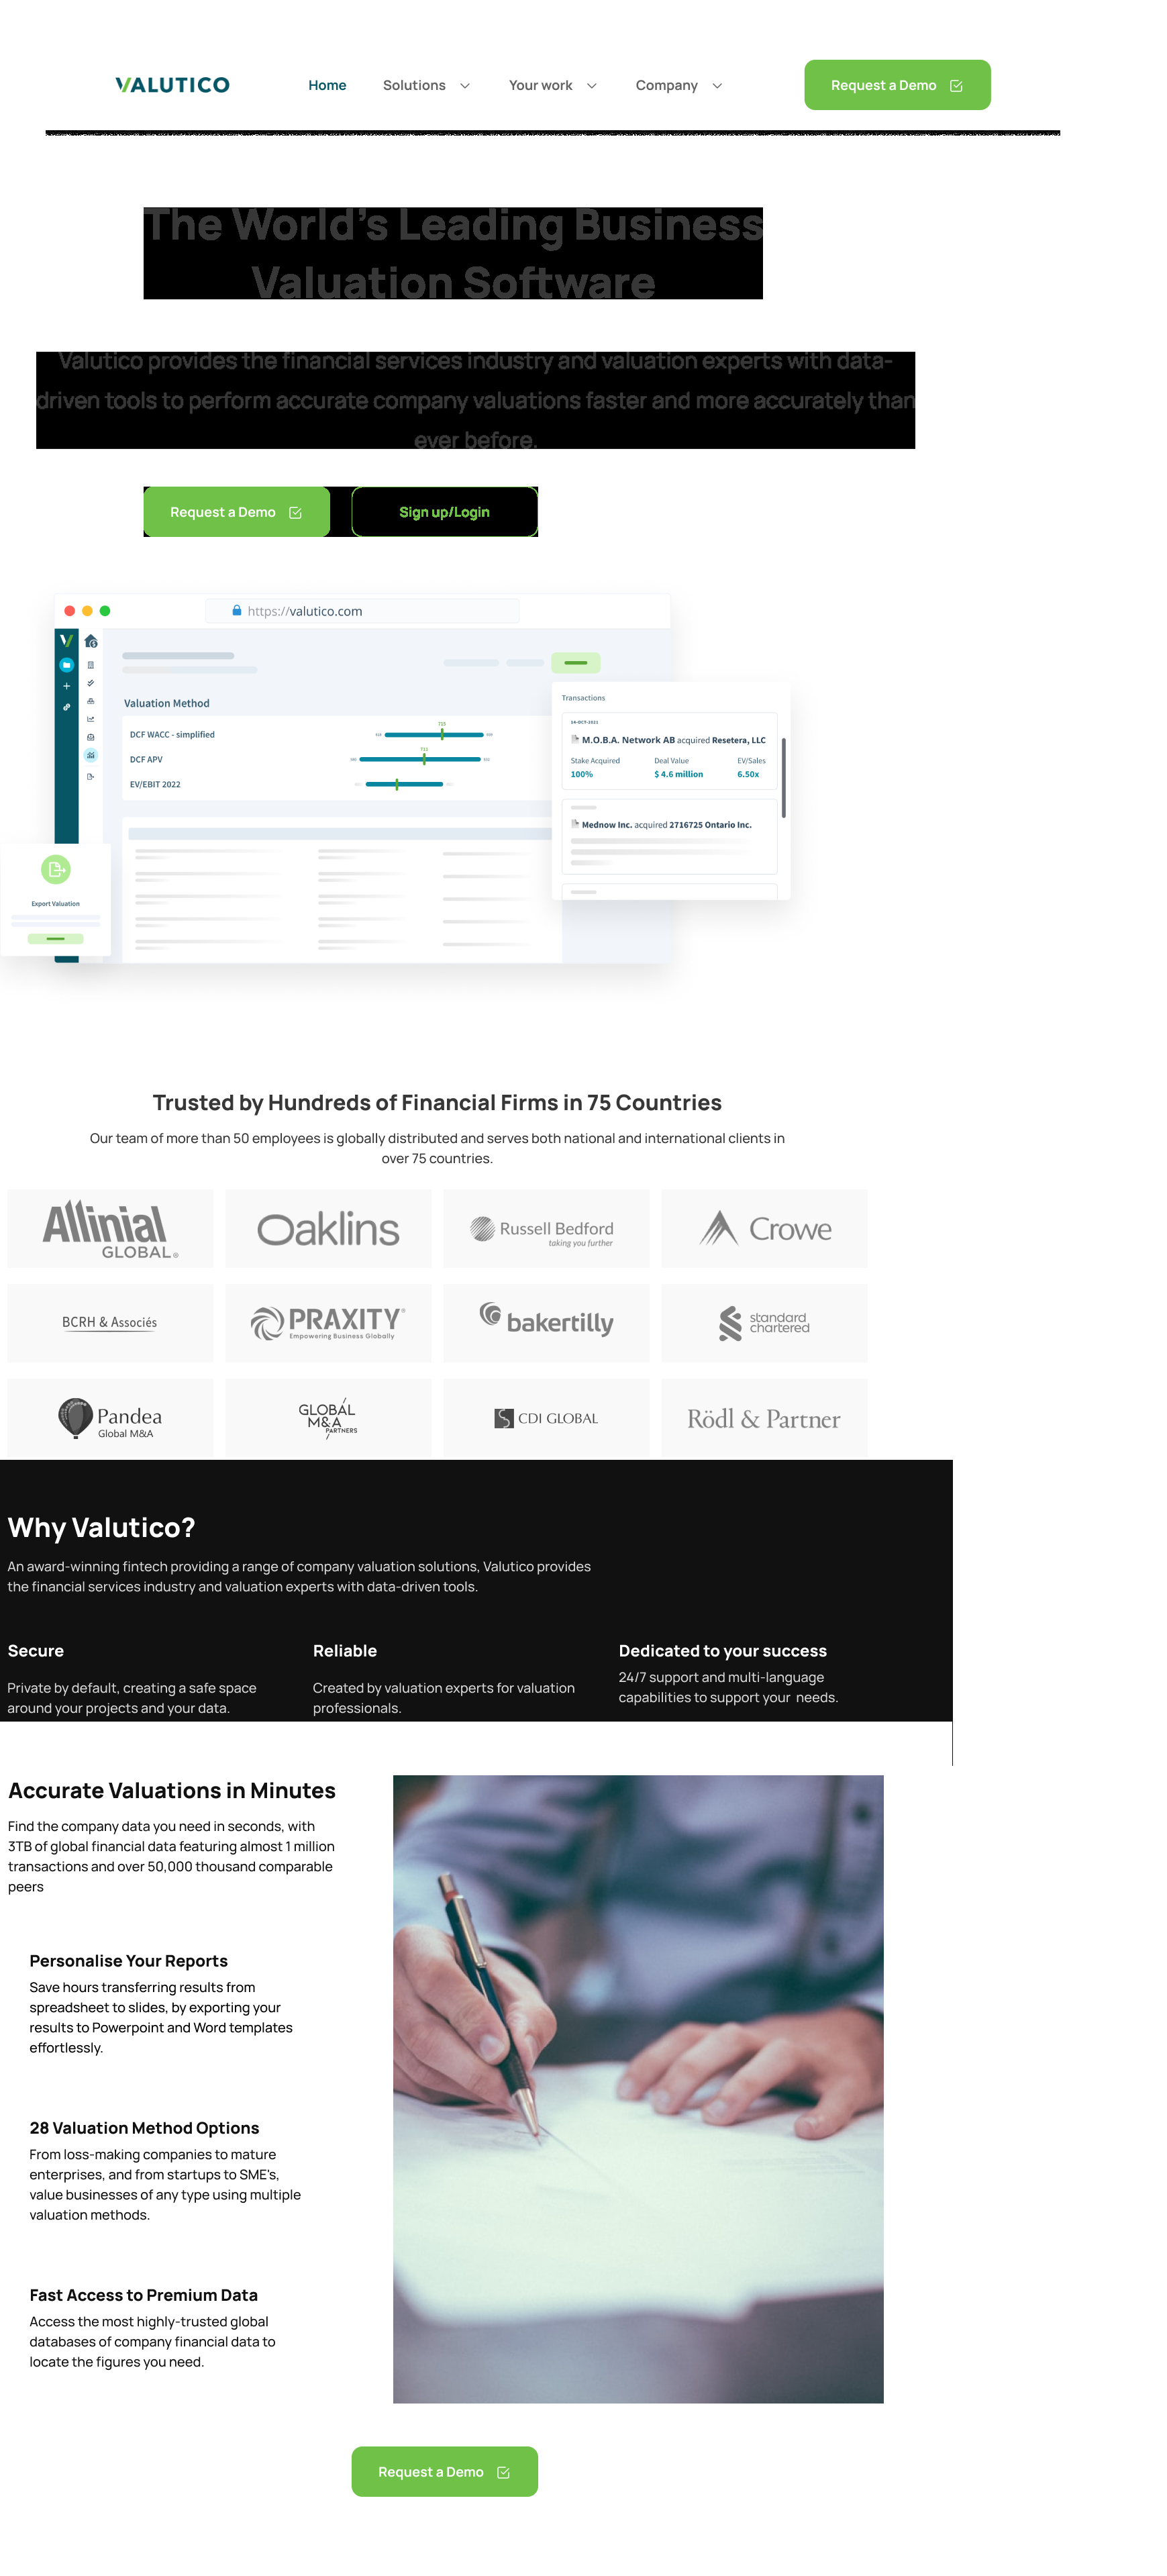 VALUTICO
Home
Solutions
Your work
Company
Request a Demo
The World's Leading Business
Valuation Software
Valutico provides the financial services industry and valuation experts with data-
driven tools to perform accurate company valuations faster and more accurately than
ever before.
Request a Demo
Sign up/Login
https://valutico.com
Valuation Method
DCF WACC - simplified
DCF APV
EV/EBIT 2022
Transactions
14-OCT-2021
M.O.B.A. Network AB acquired Resetera, LLC
Stake Acquired
Deal Value
EV/Sales
100%
$ 4.6 million
6.50x
Mednow Inc. acquired 2716725 Ontario Inc.
Export Valuation
Trusted by Hundreds of Financial Firms in 75 Countries
Our team of more than 50 employees is globally distributed and serves both national and international clients in
over 75 countries.
Allinial
GLOBAL®
Oaklins
Russell Bedford
taking you further
Crowe
BCRH & Associés
PRAXITY®
Empowering Business Globally
bakertilly
standard
chartered
Pandea
Global M&A
GLOBAL
M&A
PARTNERS
CDI GLOBAL
Rödl & Partner
Why Valutico?
An award-winning fintech providing a range of company valuation solutions, Valutico provides
the financial services industry and valuation experts with data-driven tools.
Secure
Private by default, creating a safe space
around your projects and your data.
Reliable
Created by valuation experts for valuation
professionals.
Dedicated to your success
24/7 support and multi-language
capabilities to support your  needs.
Accurate Valuations in Minutes
Find the company data you need in seconds, with
3TB of global financial data featuring almost 1 million
transactions and over 50,000 thousand comparable
peers
Personalise Your Reports
Save hours transferring results from
spreadsheet to slides, by exporting your
results to Powerpoint and Word templates
effortlessly.
28 Valuation Method Options
From loss-making companies to mature
enterprises, and from startups to SME's,
value businesses of any type using multiple
valuation methods.
Fast Access to Premium Data
Access the most highly-trusted global
databases of company financial data to
locate the figures you need.
Request a Demo